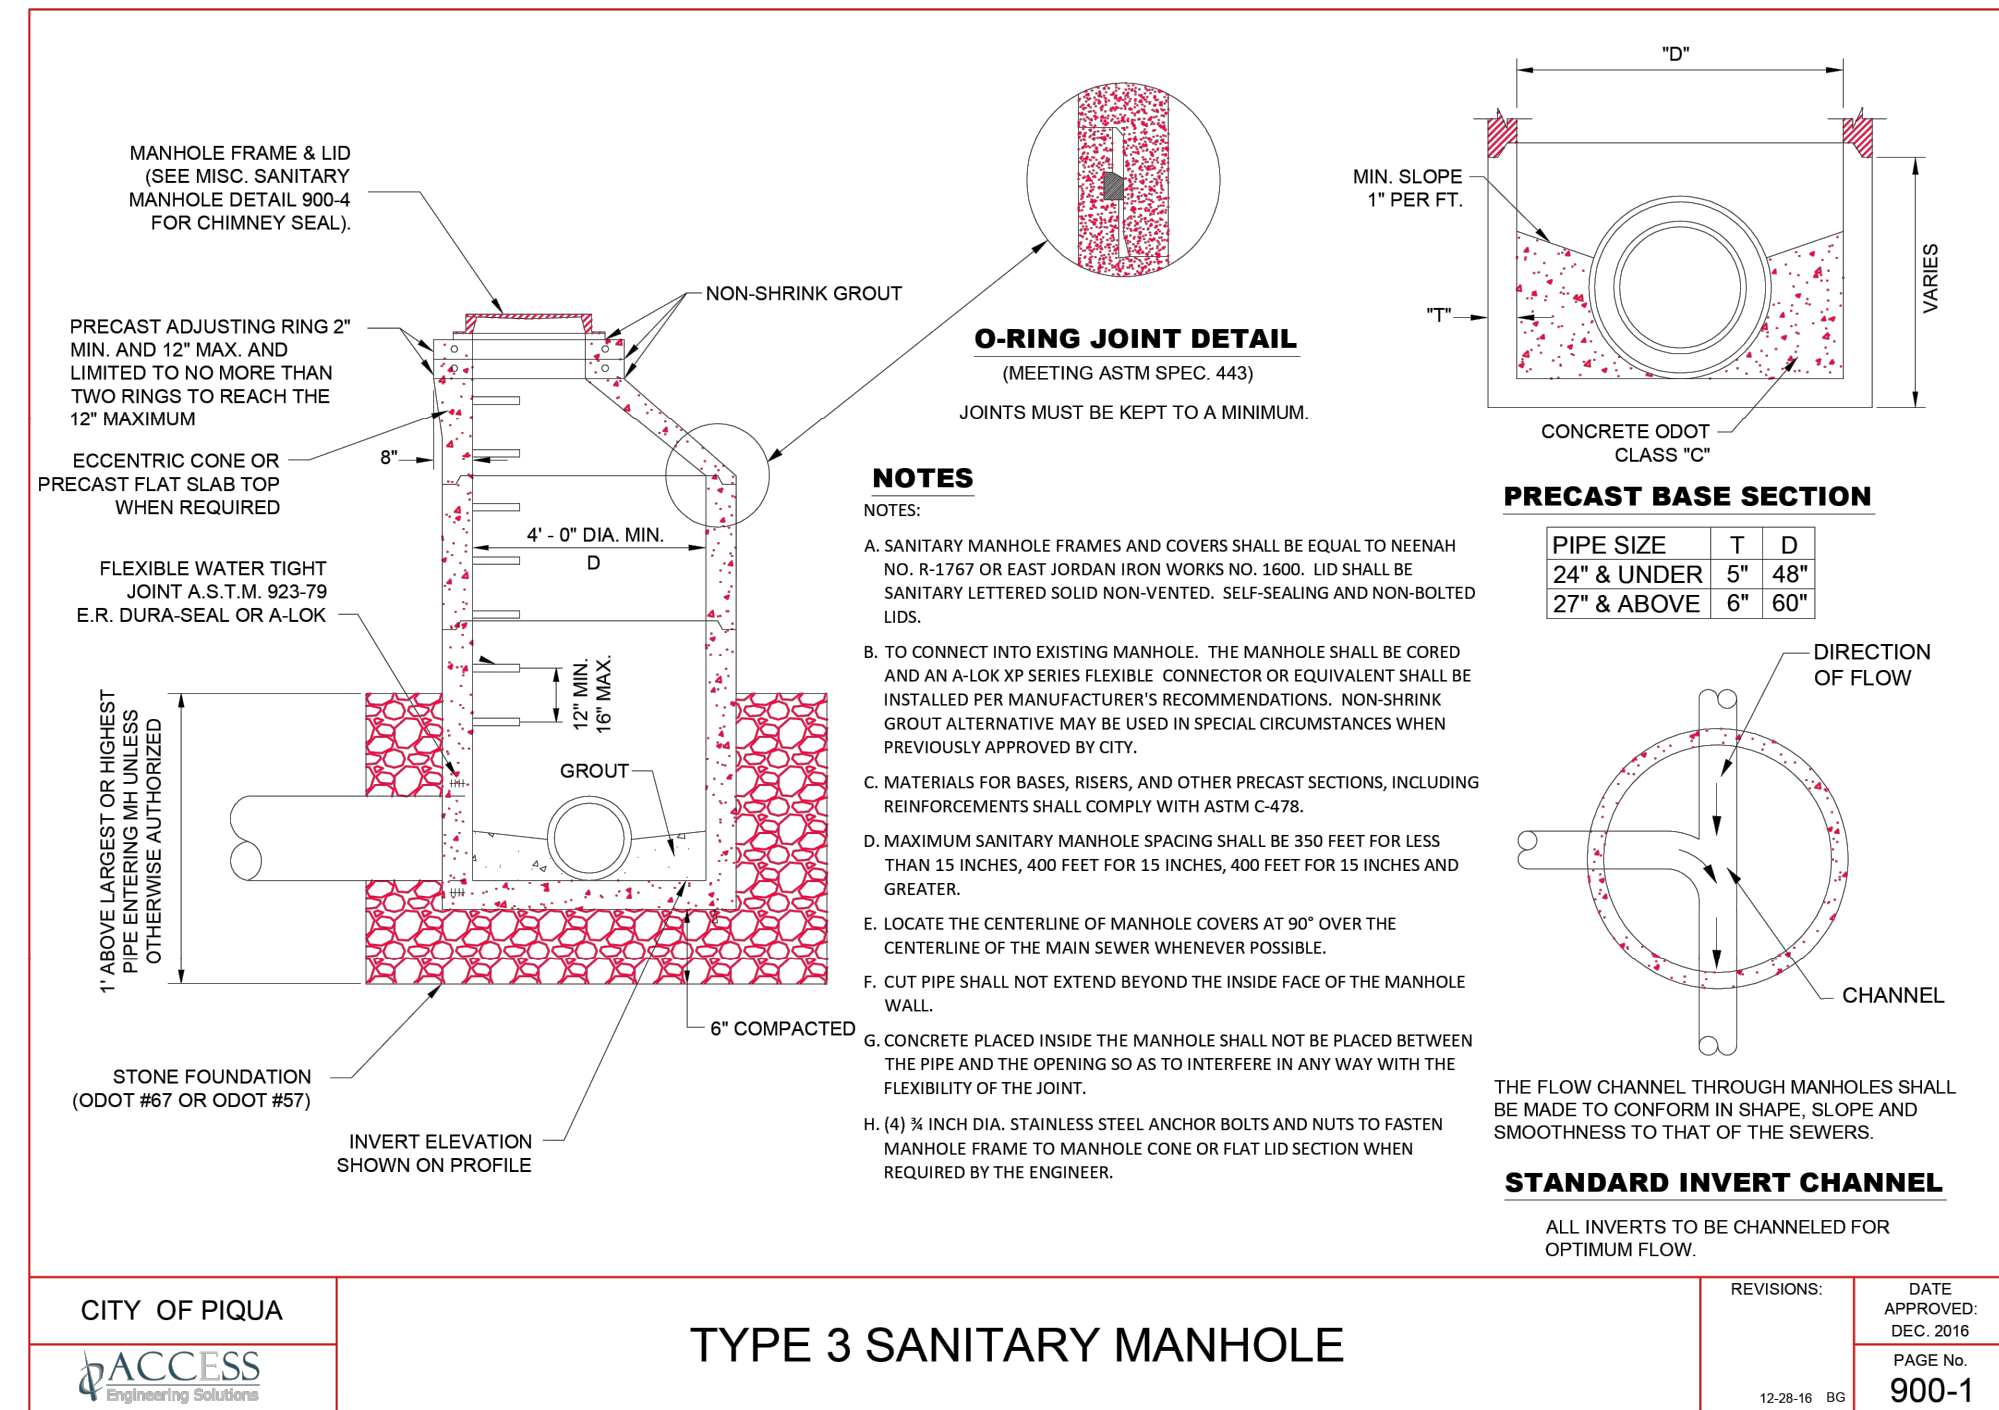 MANHOLE FRAME & LID
(SEE MISC. SANITARY
MANHOLE DETAIL 900-4
FOR CHIMNEY SEAL).
NON-SHRINK GROUT
PRECAST ADJUSTING RING 2"
MIN. AND 12" MAX. AND
LIMITED TO NO MORE THAN
TWO RINGS TO REACH THE
12" MAXIMUM
ECCENTRIC CONE OR
PRECAST FLAT SLAB TOP
WHEN REQUIRED
8"
4' - 0" DIA. MIN.
D
FLEXIBLE WATER TIGHT
JOINT A.S.T.M. 923-79
E.R. DURA-SEAL OR A-LOK
12" MIN.
16" MAX.
1' ABOVE LARGEST OR HIGHEST
PIPE ENTERING MH UNLESS
OTHERWISE AUTHORIZED
GROUT
6" COMPACTED
STONE FOUNDATION
(ODOT #67 OR ODOT #57)
INVERT ELEVATION
SHOWN ON PROFILE
O-RING JOINT DETAIL
(MEETING ASTM SPEC. 443)
JOINTS MUST BE KEPT TO A MINIMUM.
NOTES
NOTES:
A. SANITARY MANHOLE FRAMES AND COVERS SHALL BE EQUAL TO NEENAH
NO. R-1767 OR EAST JORDAN IRON WORKS NO. 1600. LID SHALL BE
SANITARY LETTERED SOLID NON-VENTED. SELF-SEALING AND NON-BOLTED
LIDS.
B. TO CONNECT INTO EXISTING MANHOLE. THE MANHOLE SHALL BE CORED
AND AN A-LOK XP SERIES FLEXIBLE CONNECTOR OR EQUIVALENT SHALL BE
INSTALLED PER MANUFACTURER'S RECOMMENDATIONS. NON-SHRINK
GROUT ALTERNATIVE MAY BE USED IN SPECIAL CIRCUMSTANCES WHEN
PREVIOUSLY APPROVED BY CITY.
C. MATERIALS FOR BASES, RISERS, AND OTHER PRECAST SECTIONS, INCLUDING
REINFORCEMENTS SHALL COMPLY WITH ASTM C-478.
D. MAXIMUM SANITARY MANHOLE SPACING SHALL BE 350 FEET FOR LESS
THAN 15 INCHES, 400 FEET FOR 15 INCHES, 400 FEET FOR 15 INCHES AND
GREATER.
E. LOCATE THE CENTERLINE OF MANHOLE COVERS AT 90° OVER THE
CENTERLINE OF THE MAIN SEWER WHENEVER POSSIBLE.
F. CUT PIPE SHALL NOT EXTEND BEYOND THE INSIDE FACE OF THE MANHOLE
WALL.
G. CONCRETE PLACED INSIDE THE MANHOLE SHALL NOT BE PLACED BETWEEN
THE PIPE AND THE OPENING SO AS TO INTERFERE IN ANY WAY WITH THE
FLEXIBILITY OF THE JOINT.
H. (4) ¾ INCH DIA. STAINLESS STEEL ANCHOR BOLTS AND NUTS TO FASTEN
MANHOLE FRAME TO MANHOLE CONE OR FLAT LID SECTION WHEN
REQUIRED BY THE ENGINEER.
"D"
MIN. SLOPE
1" PER FT.
"T"
VARIES
CONCRETE ODOT
CLASS "C"
PRECAST BASE SECTION
PIPE SIZE T D
24" & UNDER 5" 48"
27" & ABOVE 6" 60"
DIRECTION
OF FLOW
CHANNEL
THE FLOW CHANNEL THROUGH MANHOLES SHALL
BE MADE TO CONFORM IN SHAPE, SLOPE AND
SMOOTHNESS TO THAT OF THE SEWERS.
STANDARD INVERT CHANNEL
ALL INVERTS TO BE CHANNELED FOR
OPTIMUM FLOW.
CITY OF PIQUA
ACCESS
Engineering Solutions
TYPE 3 SANITARY MANHOLE
REVISIONS:
12-28-16 BG
DATE
APPROVED:
DEC. 2016
PAGE No.
900-1